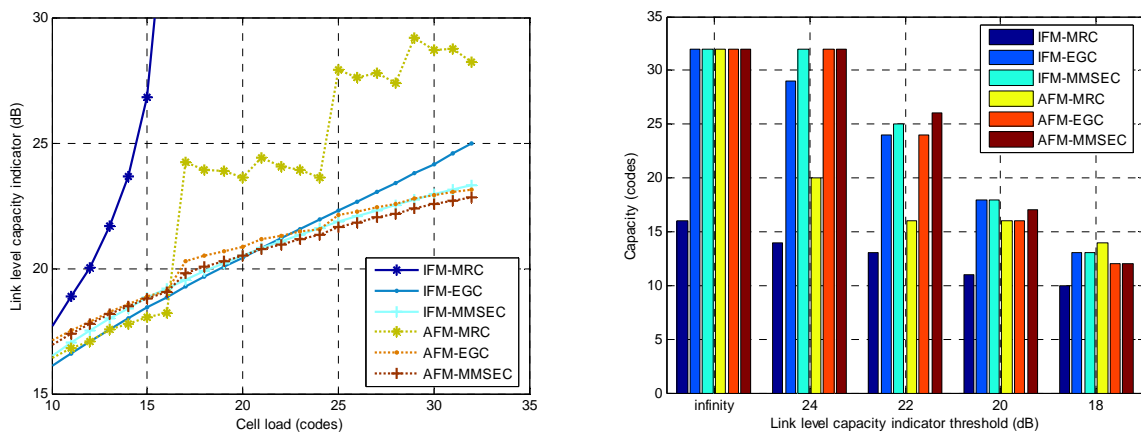 30
25
20
15
10
15
20
25
30
35
Link level capacity indicator (dB)
Cell load (codes)
IFM-MRC
IFM-EGC
IFM-MMSEC
AFM-MRC
AFM-EGC
AFM-MMSEC
35
30
25
20
15
10
5
0
infinity
24
22
20
18
Capacity (codes)
Link level capacity indicator threshold (dB)
IFM-MRC
IFM-EGC
IFM-MMSEC
AFM-MRC
AFM-EGC
AFM-MMSEC